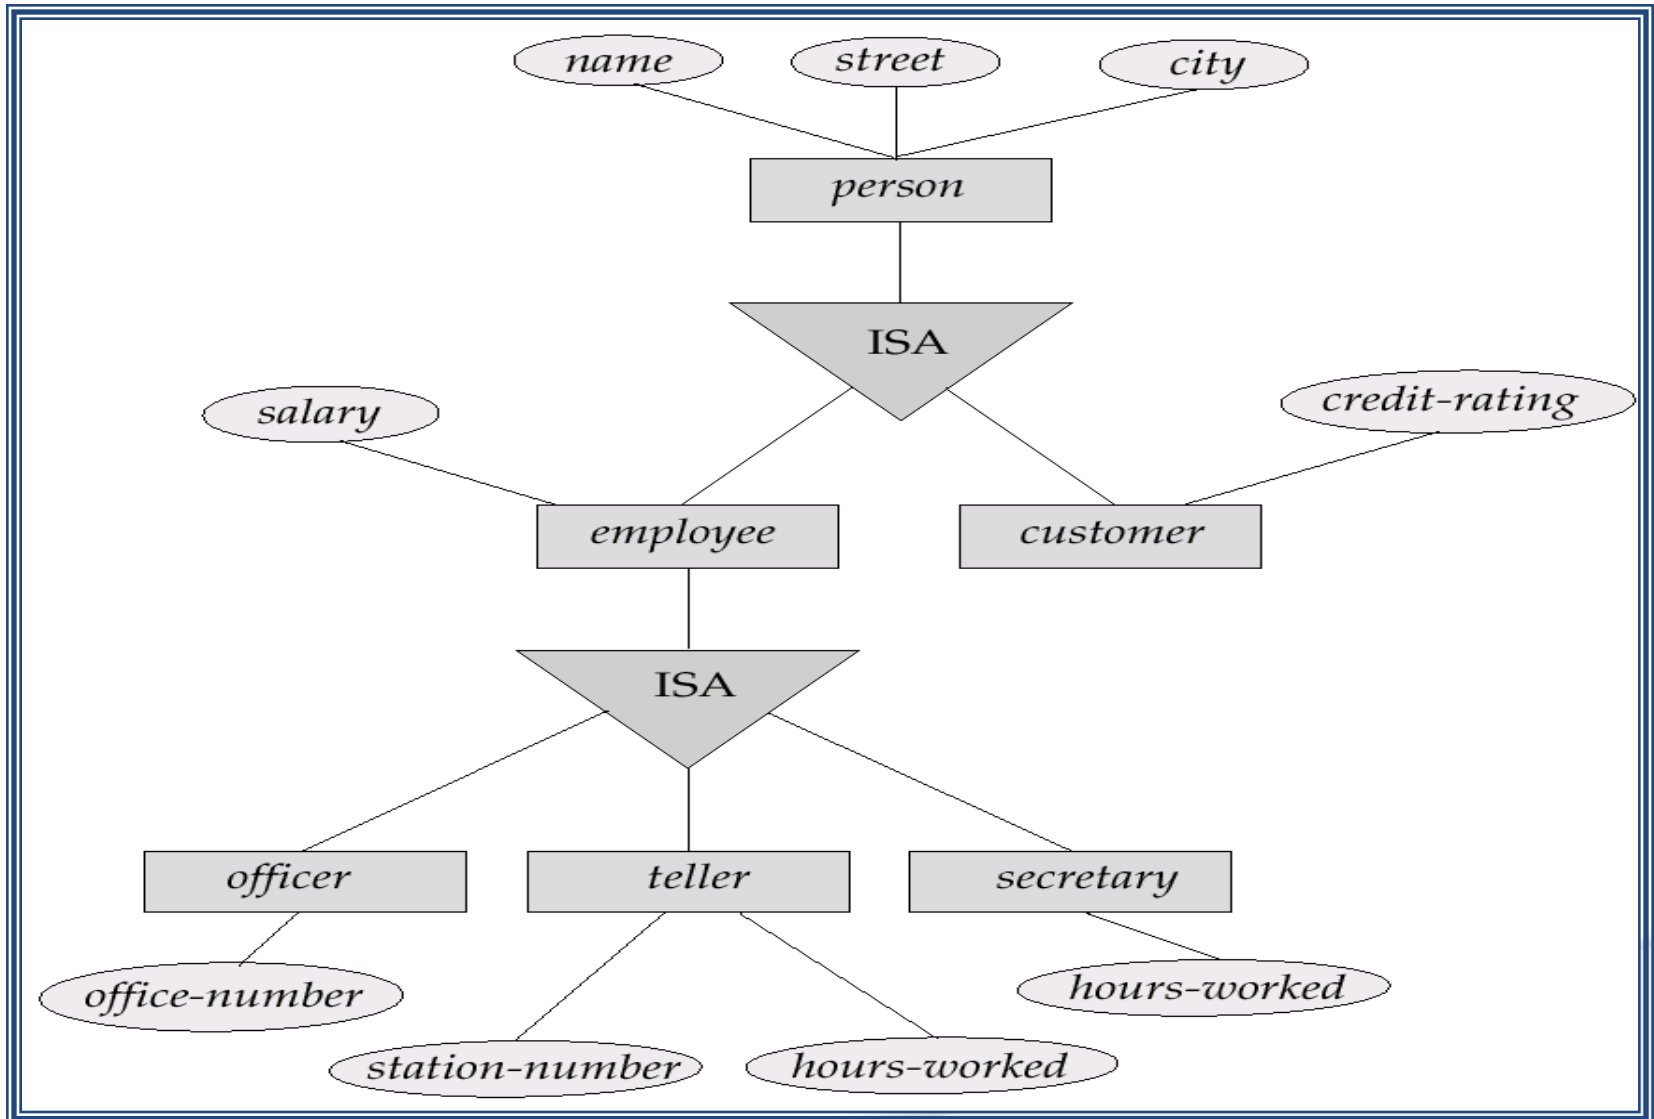 name
street
city
person
ISA
salary
credit-rating
employee
customer
ISA
officer
teller
secretary
office-number
station-number
hours-worked
hours-worked